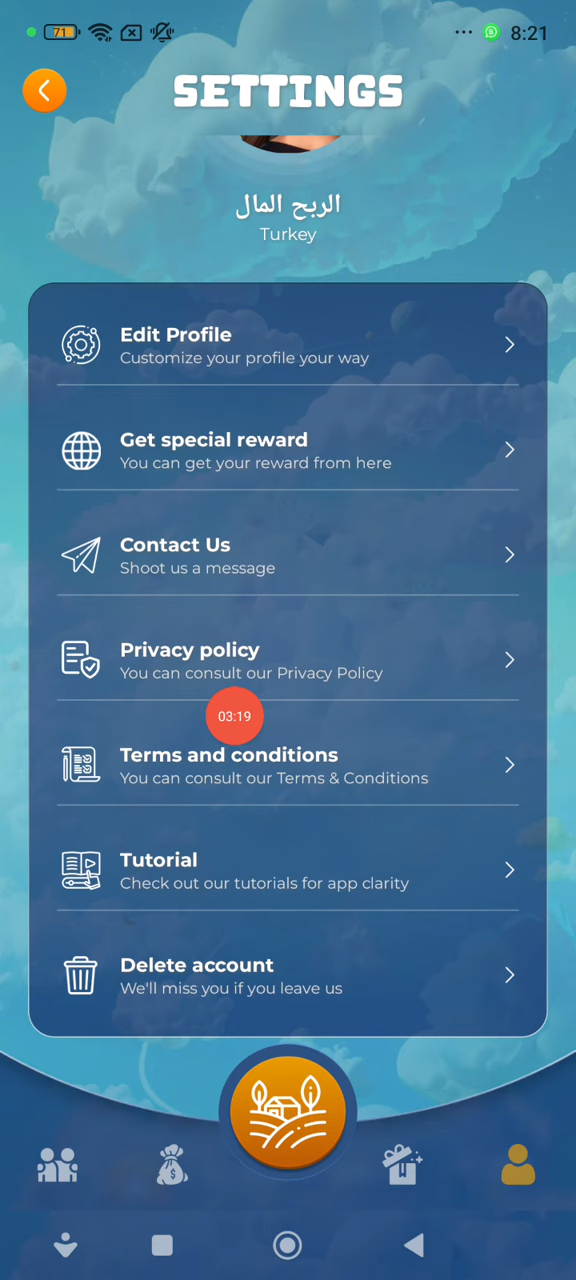 71
8:21
SETTINGS
الربح المال
Turkey
Edit Profile
Customize your profile your way
Get special reward
You can get your reward from here
Contact Us
Shoot us a message
Privacy policy
You can consult our Privacy Policy
03:19
Terms and conditions
You can consult our Terms & Conditions
Tutorial
Check out our tutorials for app clarity
Delete account
We'll miss you if you leave us